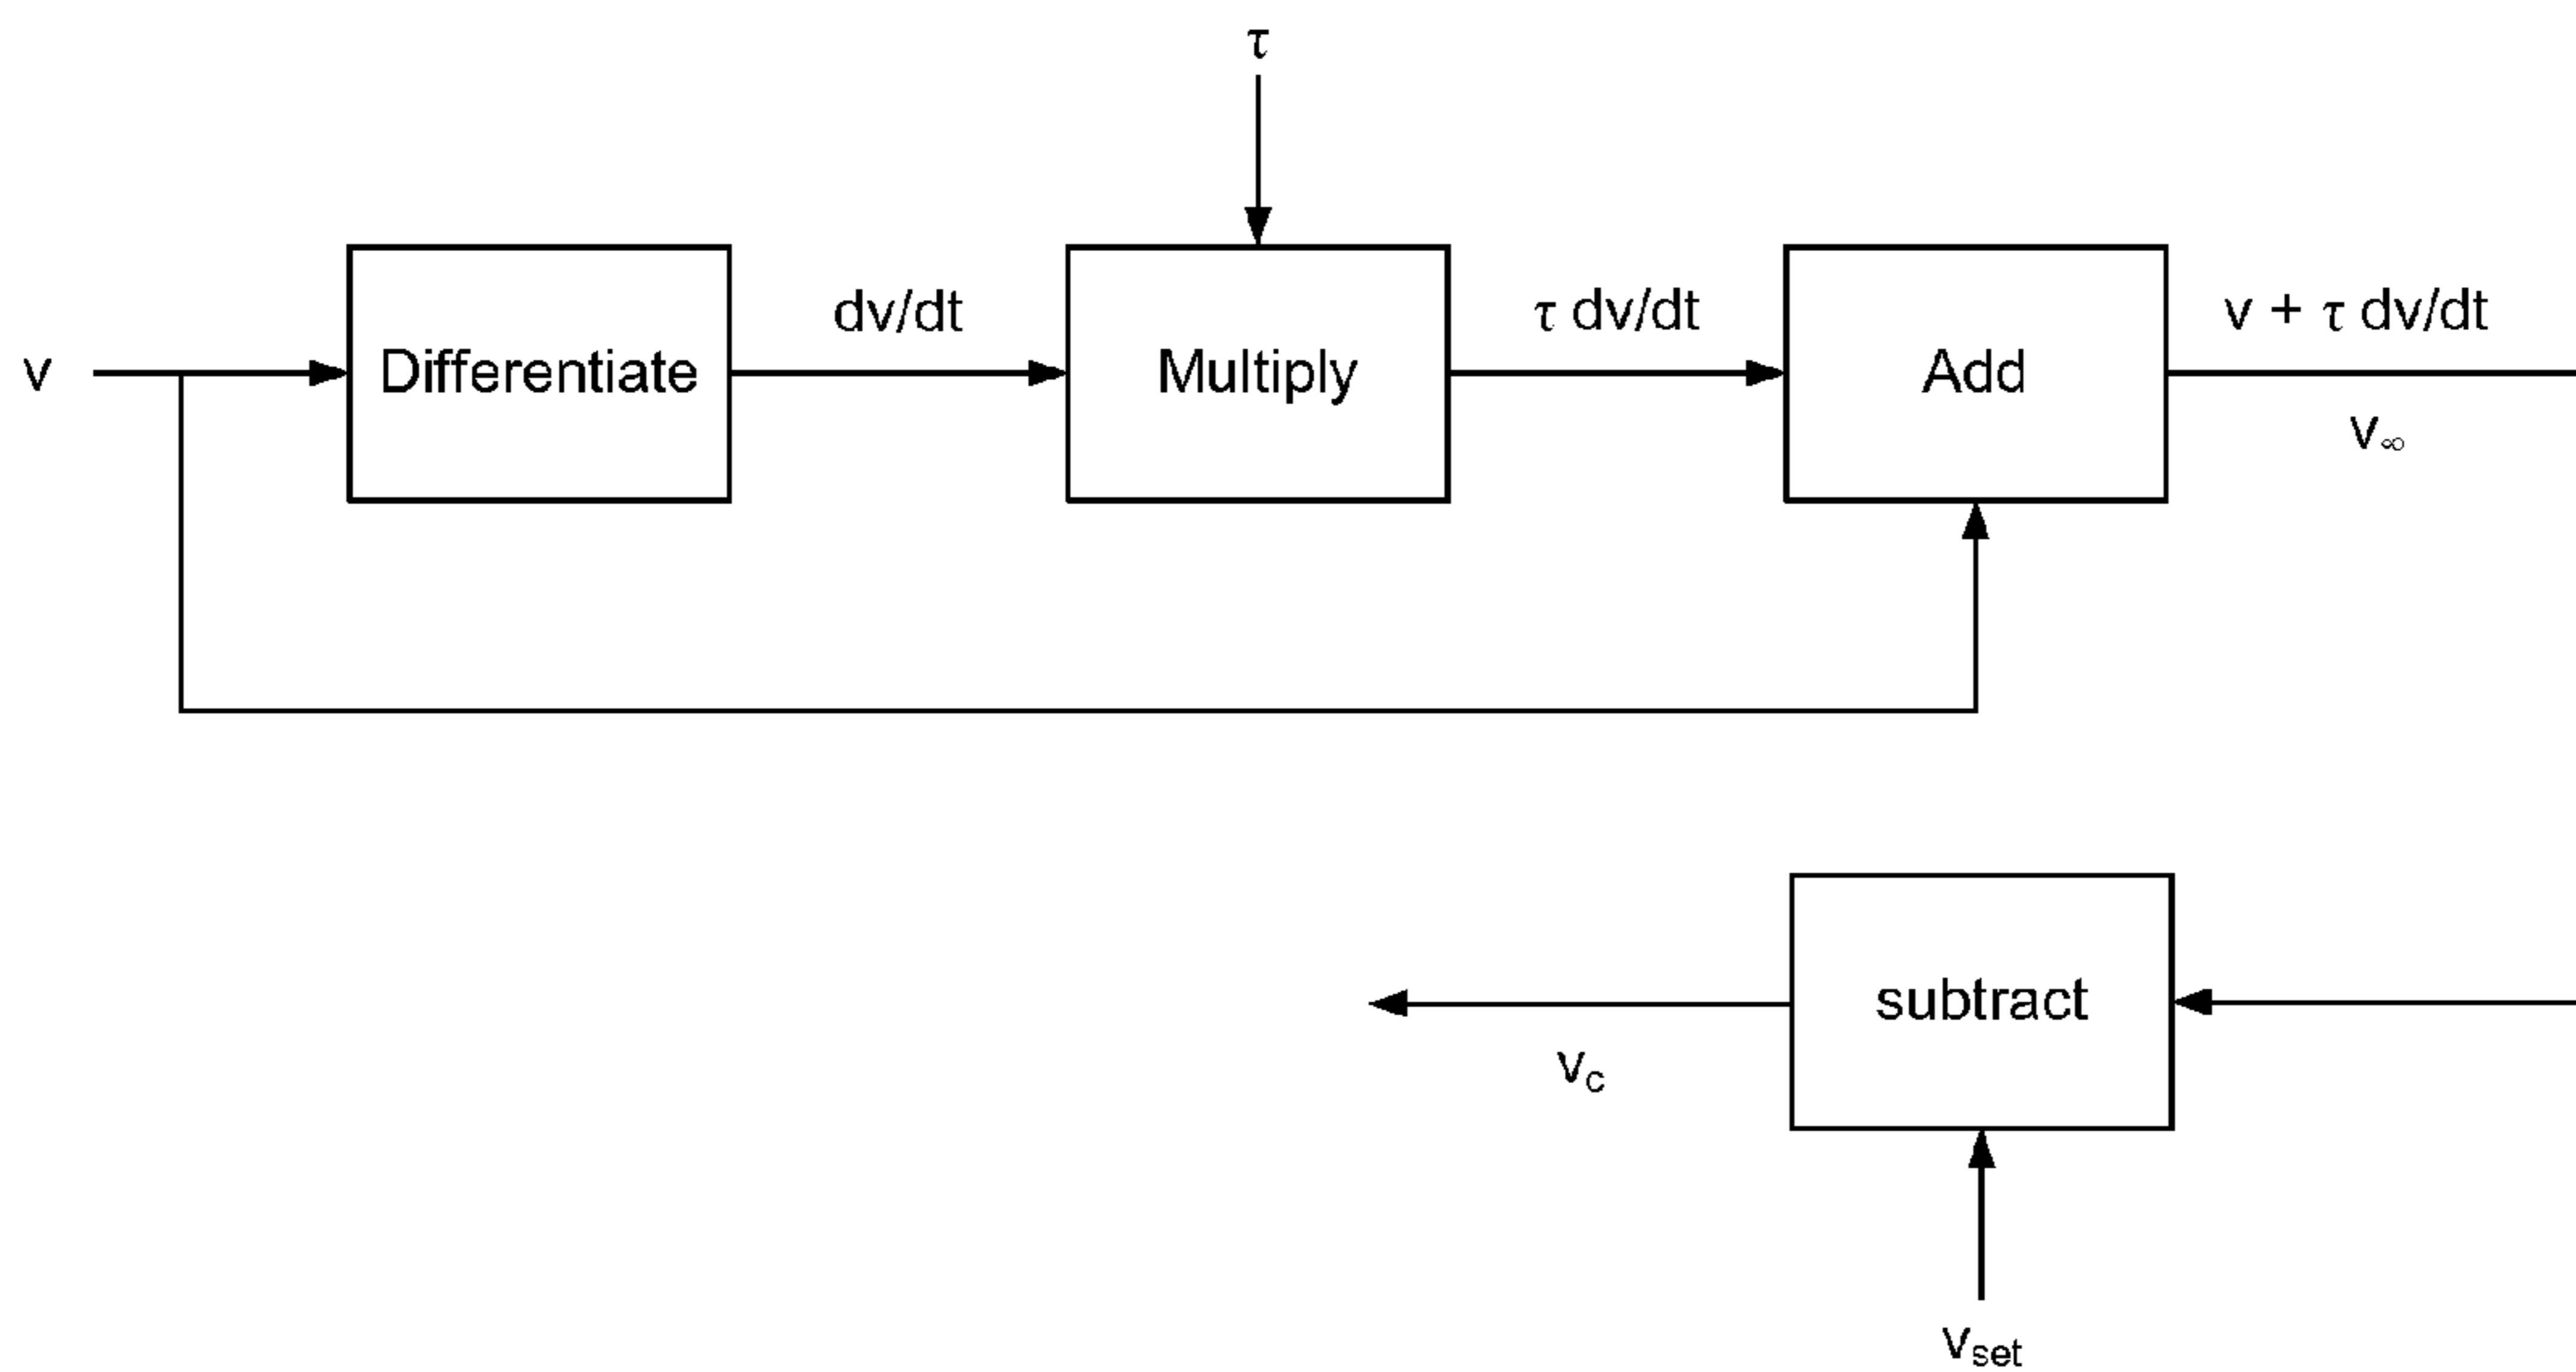 τ
dv/dt
τ dv/dt
v + τ dv/dt
v
Differentiate
Multiply
Add
v∞
subtract
vc
vset